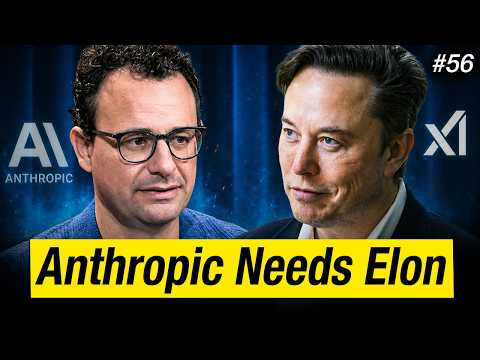 #56
AI
ANTHROPIC
xI
Anthropic Needs Elon